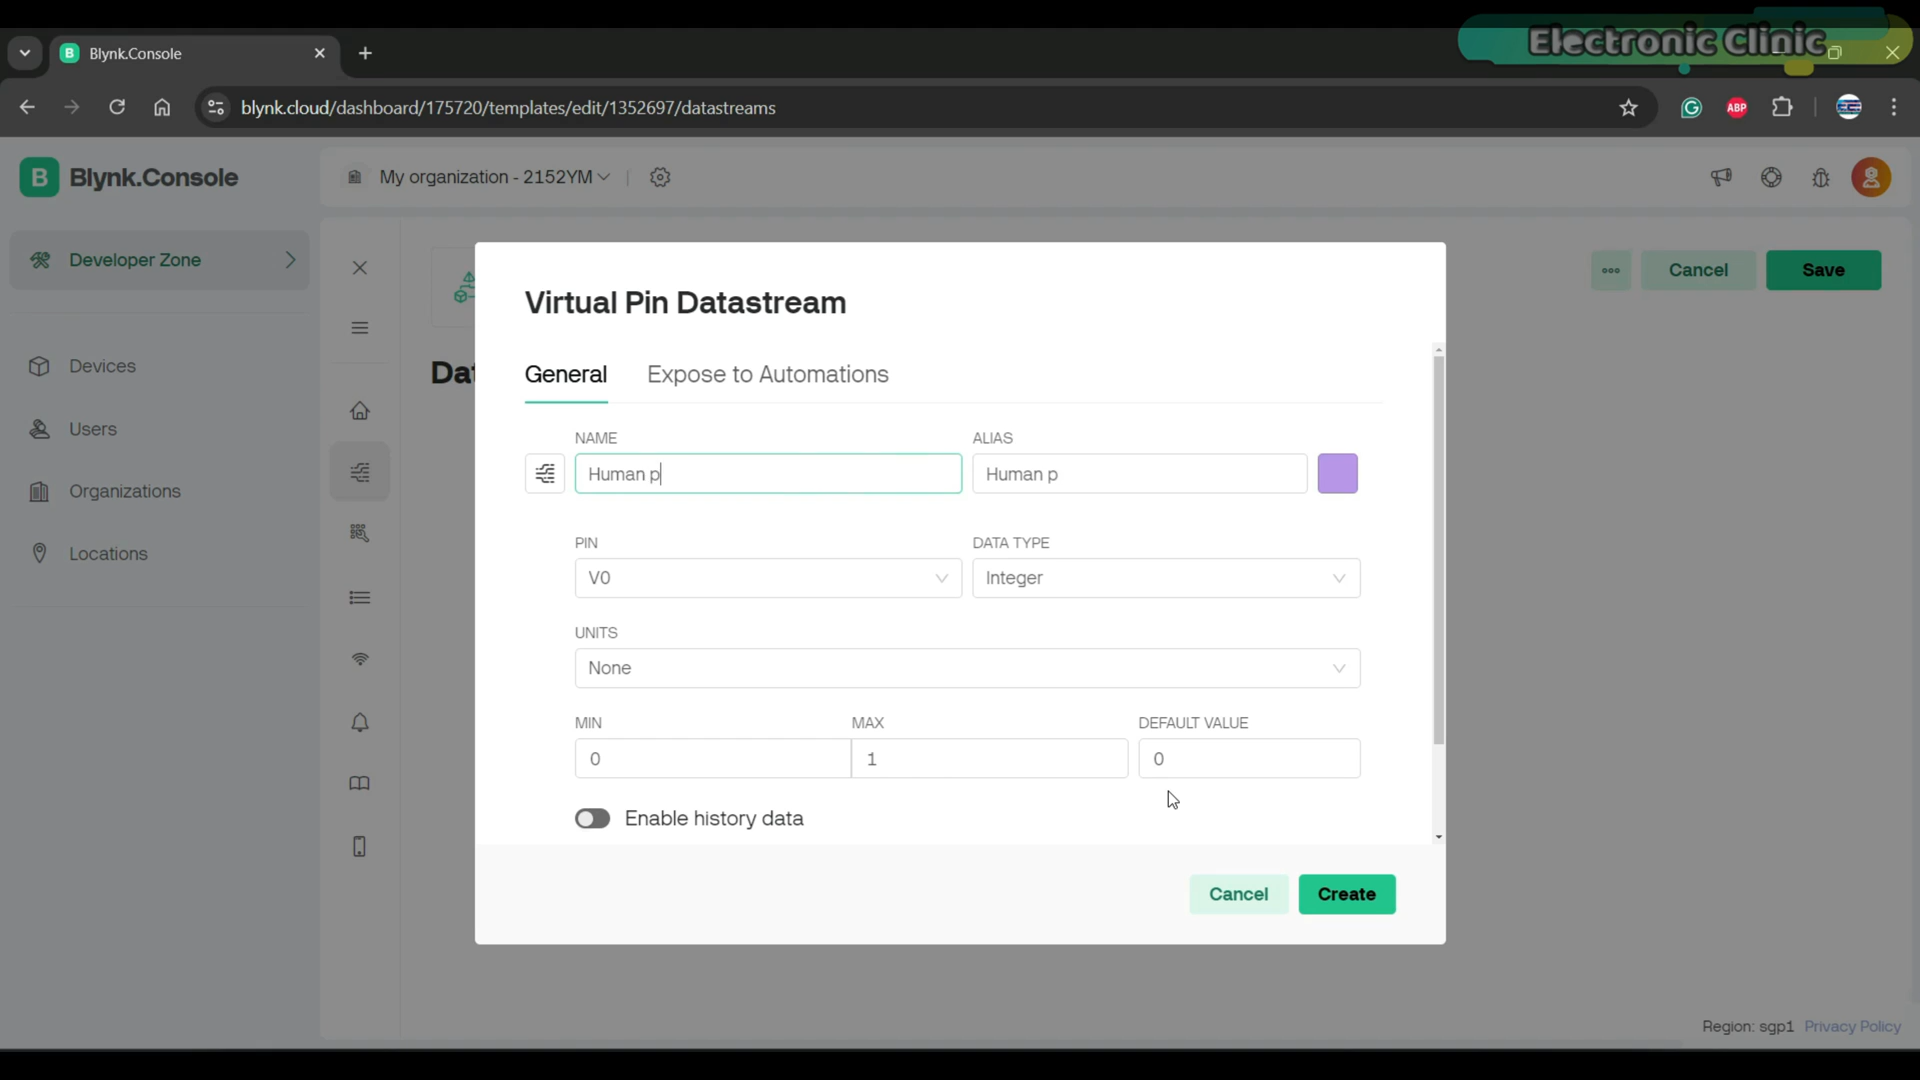 Electronic Clinic
Blynk.Console
blynk.cloud/dashboard/175720/templates/edit/1352697/datastreams
ABP
B Blynk.Console
My organization - 2152YM
Developer Zone
Cancel
Save
Virtual Pin Datastream
Dat
General
Expose to Automations
Devices
Users
Organizations
Locations
NAME
ALIAS
Human p
Human p
PIN
DATA TYPE
V0
Integer
UNITS
None
MIN
MAX
DEFAULT VALUE
0
1
0
Enable history data
Cancel
Create
Region: sgp1 Privacy Policy